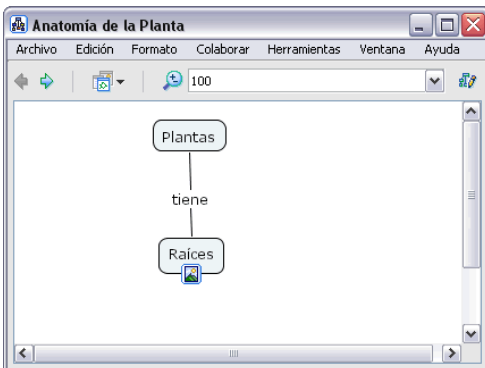 Anatomía de la Planta
Archivo Edición Formato Colaborar Herramientas Ventana Ayuda
100
Plantas
tiene
Raíces